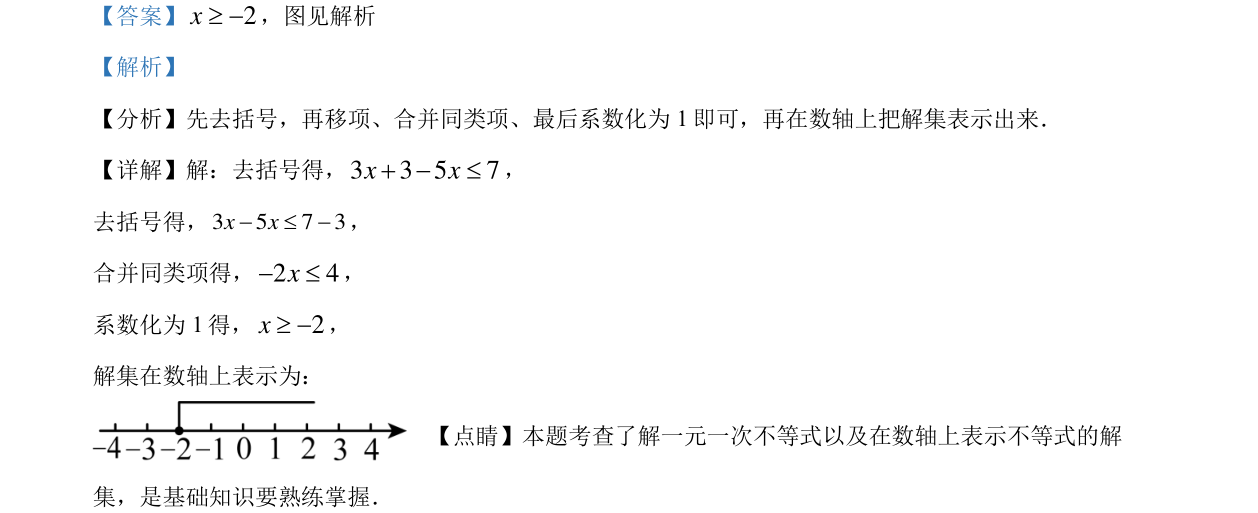 【答案】x ≥ −2，图见解析
【解析】
【分析】先去括号，再移项、合并同类项、最后系数化为 1 即可，再在数轴上把解集表示出来．
【详解】解：去括号得，3x + 3 − 5x ≤ 7，
去括号得，3x − 5x ≤ 7 − 3，
合并同类项得，−2x ≤ 4，
系数化为 1 得，x ≥ −2，
解集在数轴上表示为：
−4 −3 −2 −1 0 1 2 3 4 【点睛】本题考查了解一元一次不等式以及在数轴上表示不等式的解
集，是基础知识要熟练掌握．